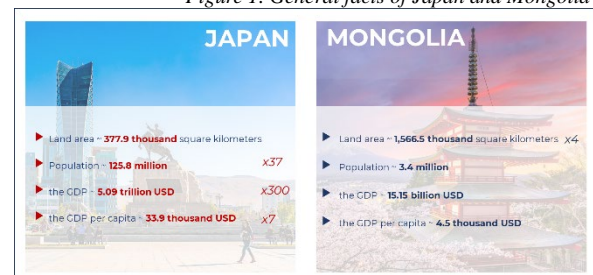 Figure 1. General facts of Japan and Mongolia
JAPAN
Land area ~ 377.9 thousand square kilometers
Population ~ 125.8 million x37
the GDP ~ 5.09 trillion USD x300
the GDP per capita ~ 33.9 thousand USD x7
MONGOLIA
Land area ~ 1,566.5 thousand square kilometers x4
Population ~ 3.4 million
the GDP ~ 15.15 billion USD
the GDP per capita ~ 4.5 thousand USD